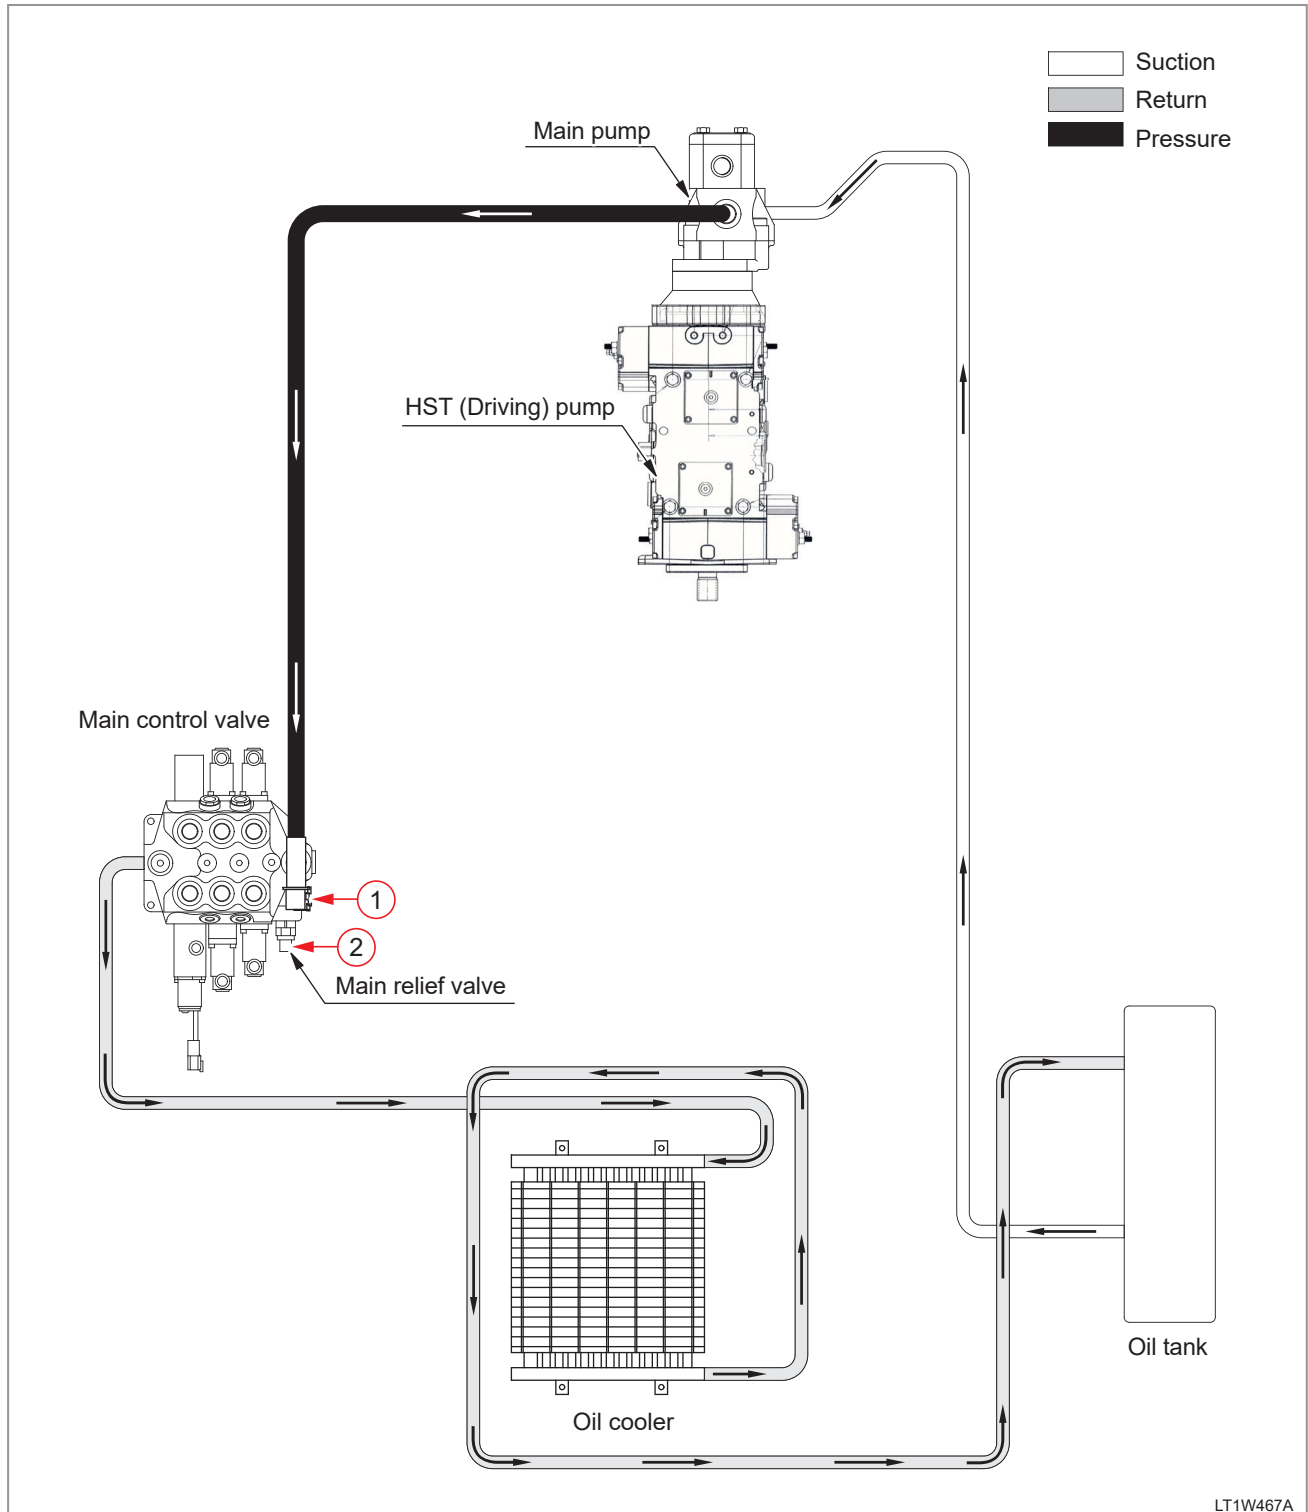 Suction
Return
Pressure
Main pump
HST (Driving) pump
Main control valve
1
2
Main relief valve
Oil tank
Oil cooler
LT1W467A